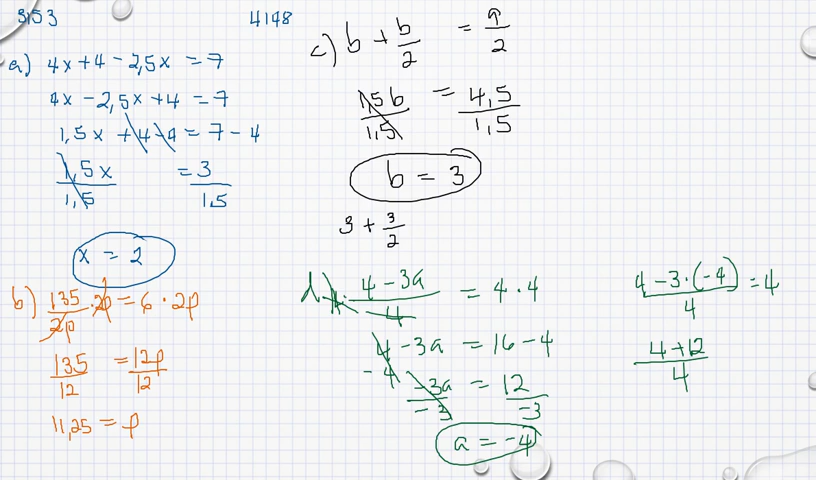 3153
4148
a) 4x + 4 - 2,5x = 7
4x - 2,5x + 4 = 7
1,5x + 4 - 4 = 7 - 4
1,5x/1,5 = 3/1,5
x = 2
b) 135/2p · 2p = 6 · 2p
135/12 = 12p/12
11,25 = p
c) b + b/2 = 9/2
1,5b/1,5 = 4,5/1,5
b = 3
3 + 3/2
d) 4 · (4 - 3a)/4 = 4 · 4
4 - 3a = 16 - 4
-4
-3a/-3 = 12/-3
a = -4
(4 - 3 · (-4))/4 = 4
(4 + 12)/4